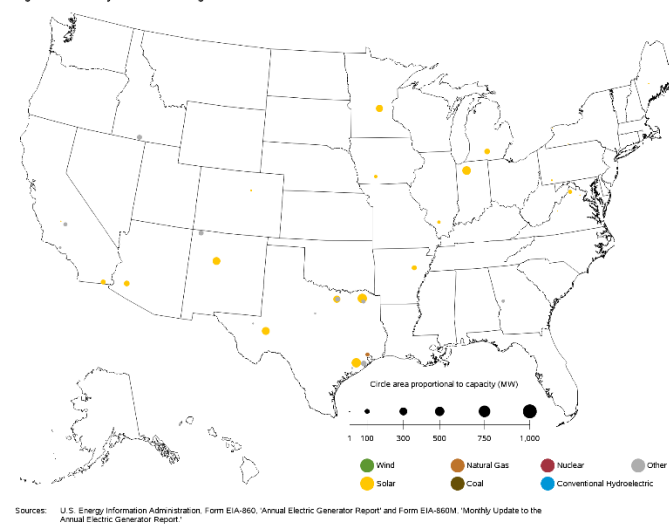 Circle area proportional to capacity (MW)
1 100 300 500 750 1,000
Wind Natural Gas Nuclear Other
Solar Coal Conventional Hydroelectric
Sources: U.S. Energy Information Administration, Form EIA-860, 'Annual Electric Generator Report' and Form EIA-860M, 'Monthly Update to the
Annual Electric Generator Report.'